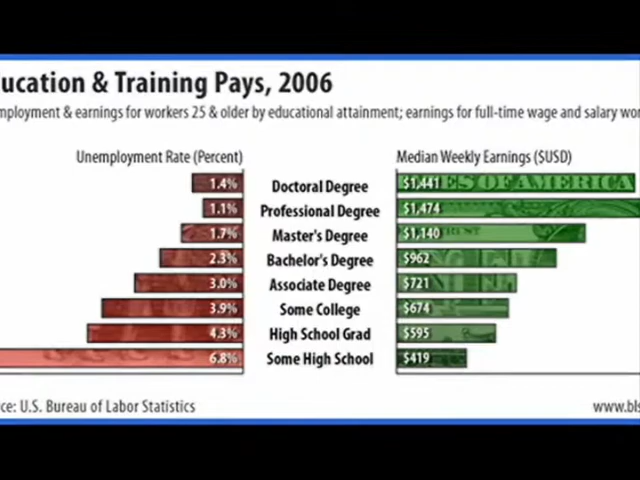 ucation & Training Pays, 2006
mployment & earnings for workers 25 & older by educational attainment; earnings for full-time wage and salary wor
Unemployment Rate (Percent) Median Weekly Earnings ($USD)
1.4% Doctoral Degree $1,441 ES OF AMERICA
1.1% Professional Degree $1,474
1.7% Master's Degree $1,140
2.3% Bachelor's Degree $962
3.0% Associate Degree $721
3.9% Some College $674
4.3% High School Grad $595
6.8% Some High School $419
ce: U.S. Bureau of Labor Statistics www.bls